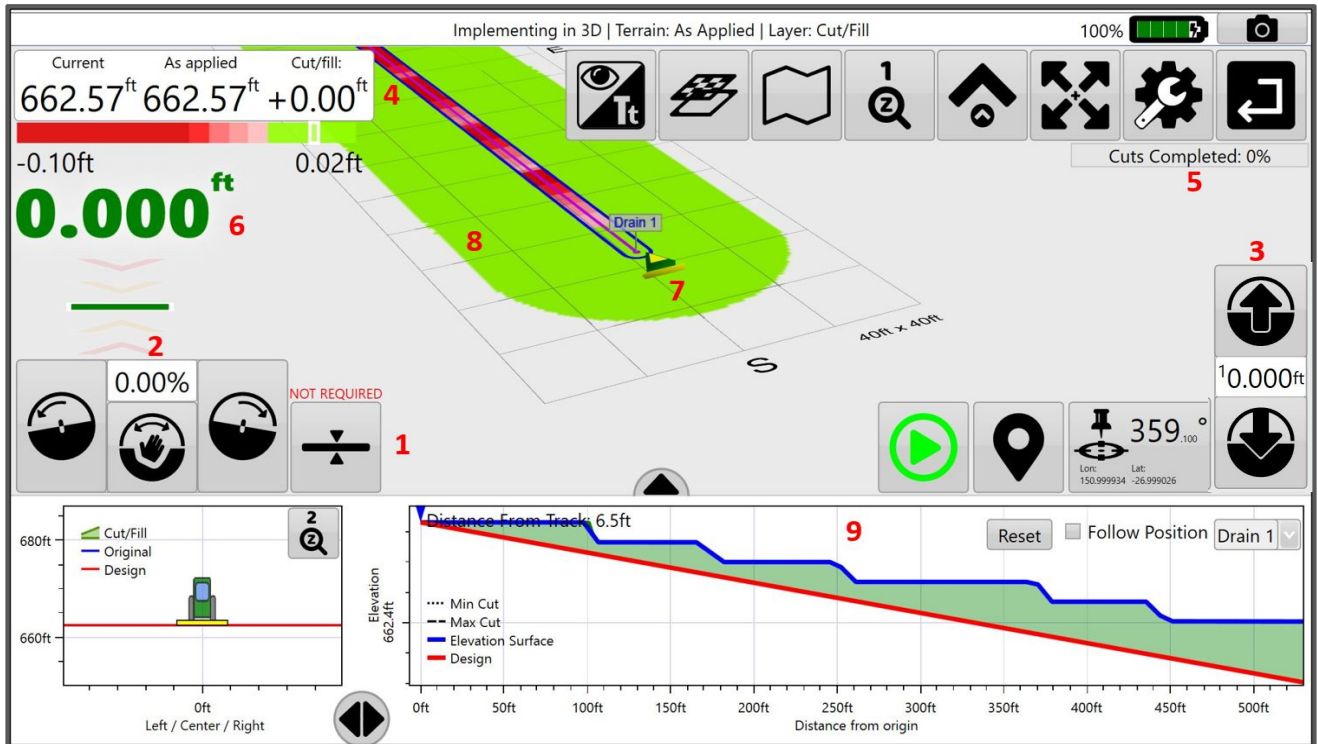 Implementing in 3D | Terrain: As Applied | Layer: Cut/Fill
100%
Current As applied Cut/fill:
662.57ft 662.57ft +0.00ft
4
-0.10ft 0.02ft
0.000ft
6
Tt
1
Z
Cuts Completed: 0%
5
E
Drain 1
8
7
40ft x 40ft
S
3
10.000ft
2
0.00%
NOT REQUIRED
1
359.100°
Lon: Lat:
150.999934 -26.999026
680ft
660ft
Cut/Fill
Original
Design
2
Z
0ft
Left / Center / Right
Distance From Track: 6.5ft
9
Reset Follow Position Drain 1
Elevation
662.4ft
Min Cut
Max Cut
Elevation Surface
Design
0ft 50ft 100ft 150ft 200ft 250ft 300ft 350ft 400ft 450ft 500ft
Distance from origin